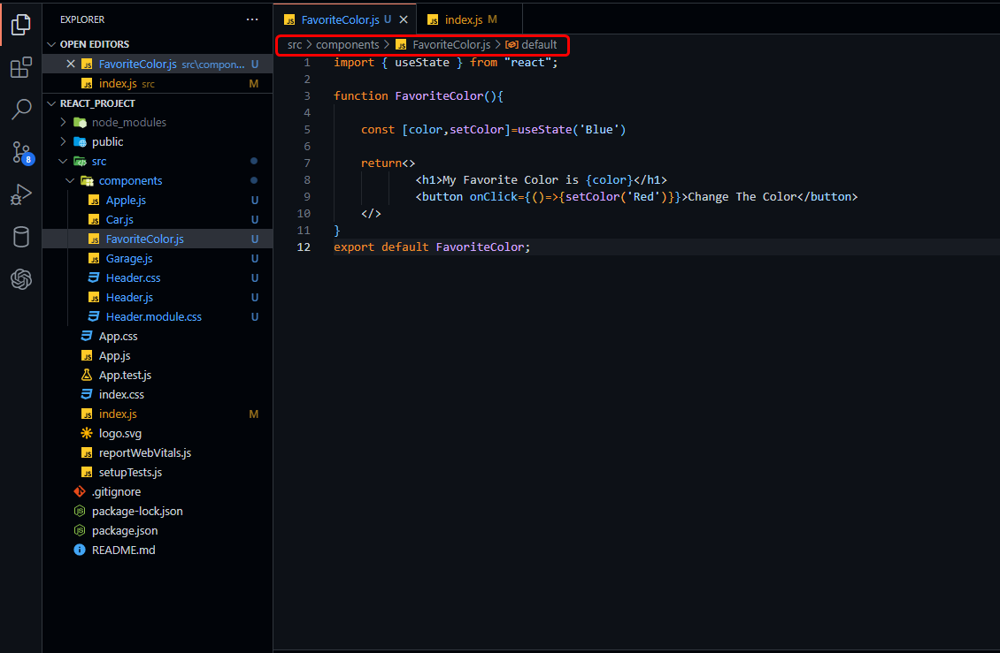 EXPLORER ···
OPEN EDITORS
FavoriteColor.js src\compon... U
index.js src M
REACT_PROJECT
node_modules
public
src
components
Apple.js U
Car.js U
FavoriteColor.js U
Garage.js U
Header.css U
Header.js U
Header.module.css U
App.css
App.js
App.test.js
index.css
index.js M
logo.svg
reportWebVitals.js
setupTests.js
.gitignore
package-lock.json
package.json
README.md
8
JS FavoriteColor.js U JS index.js M
src > components > JS FavoriteColor.js > default
1 import { useState } from "react";
2
3 function FavoriteColor(){
4
5 const [color,setColor]=useState('Blue')
6
7 return<>
8 <h1>My Favorite Color is {color}</h1>
9 <button onClick={()=>{setColor('Red')}}>Change The Color</button>
10 </>
11 }
12 export default FavoriteColor;